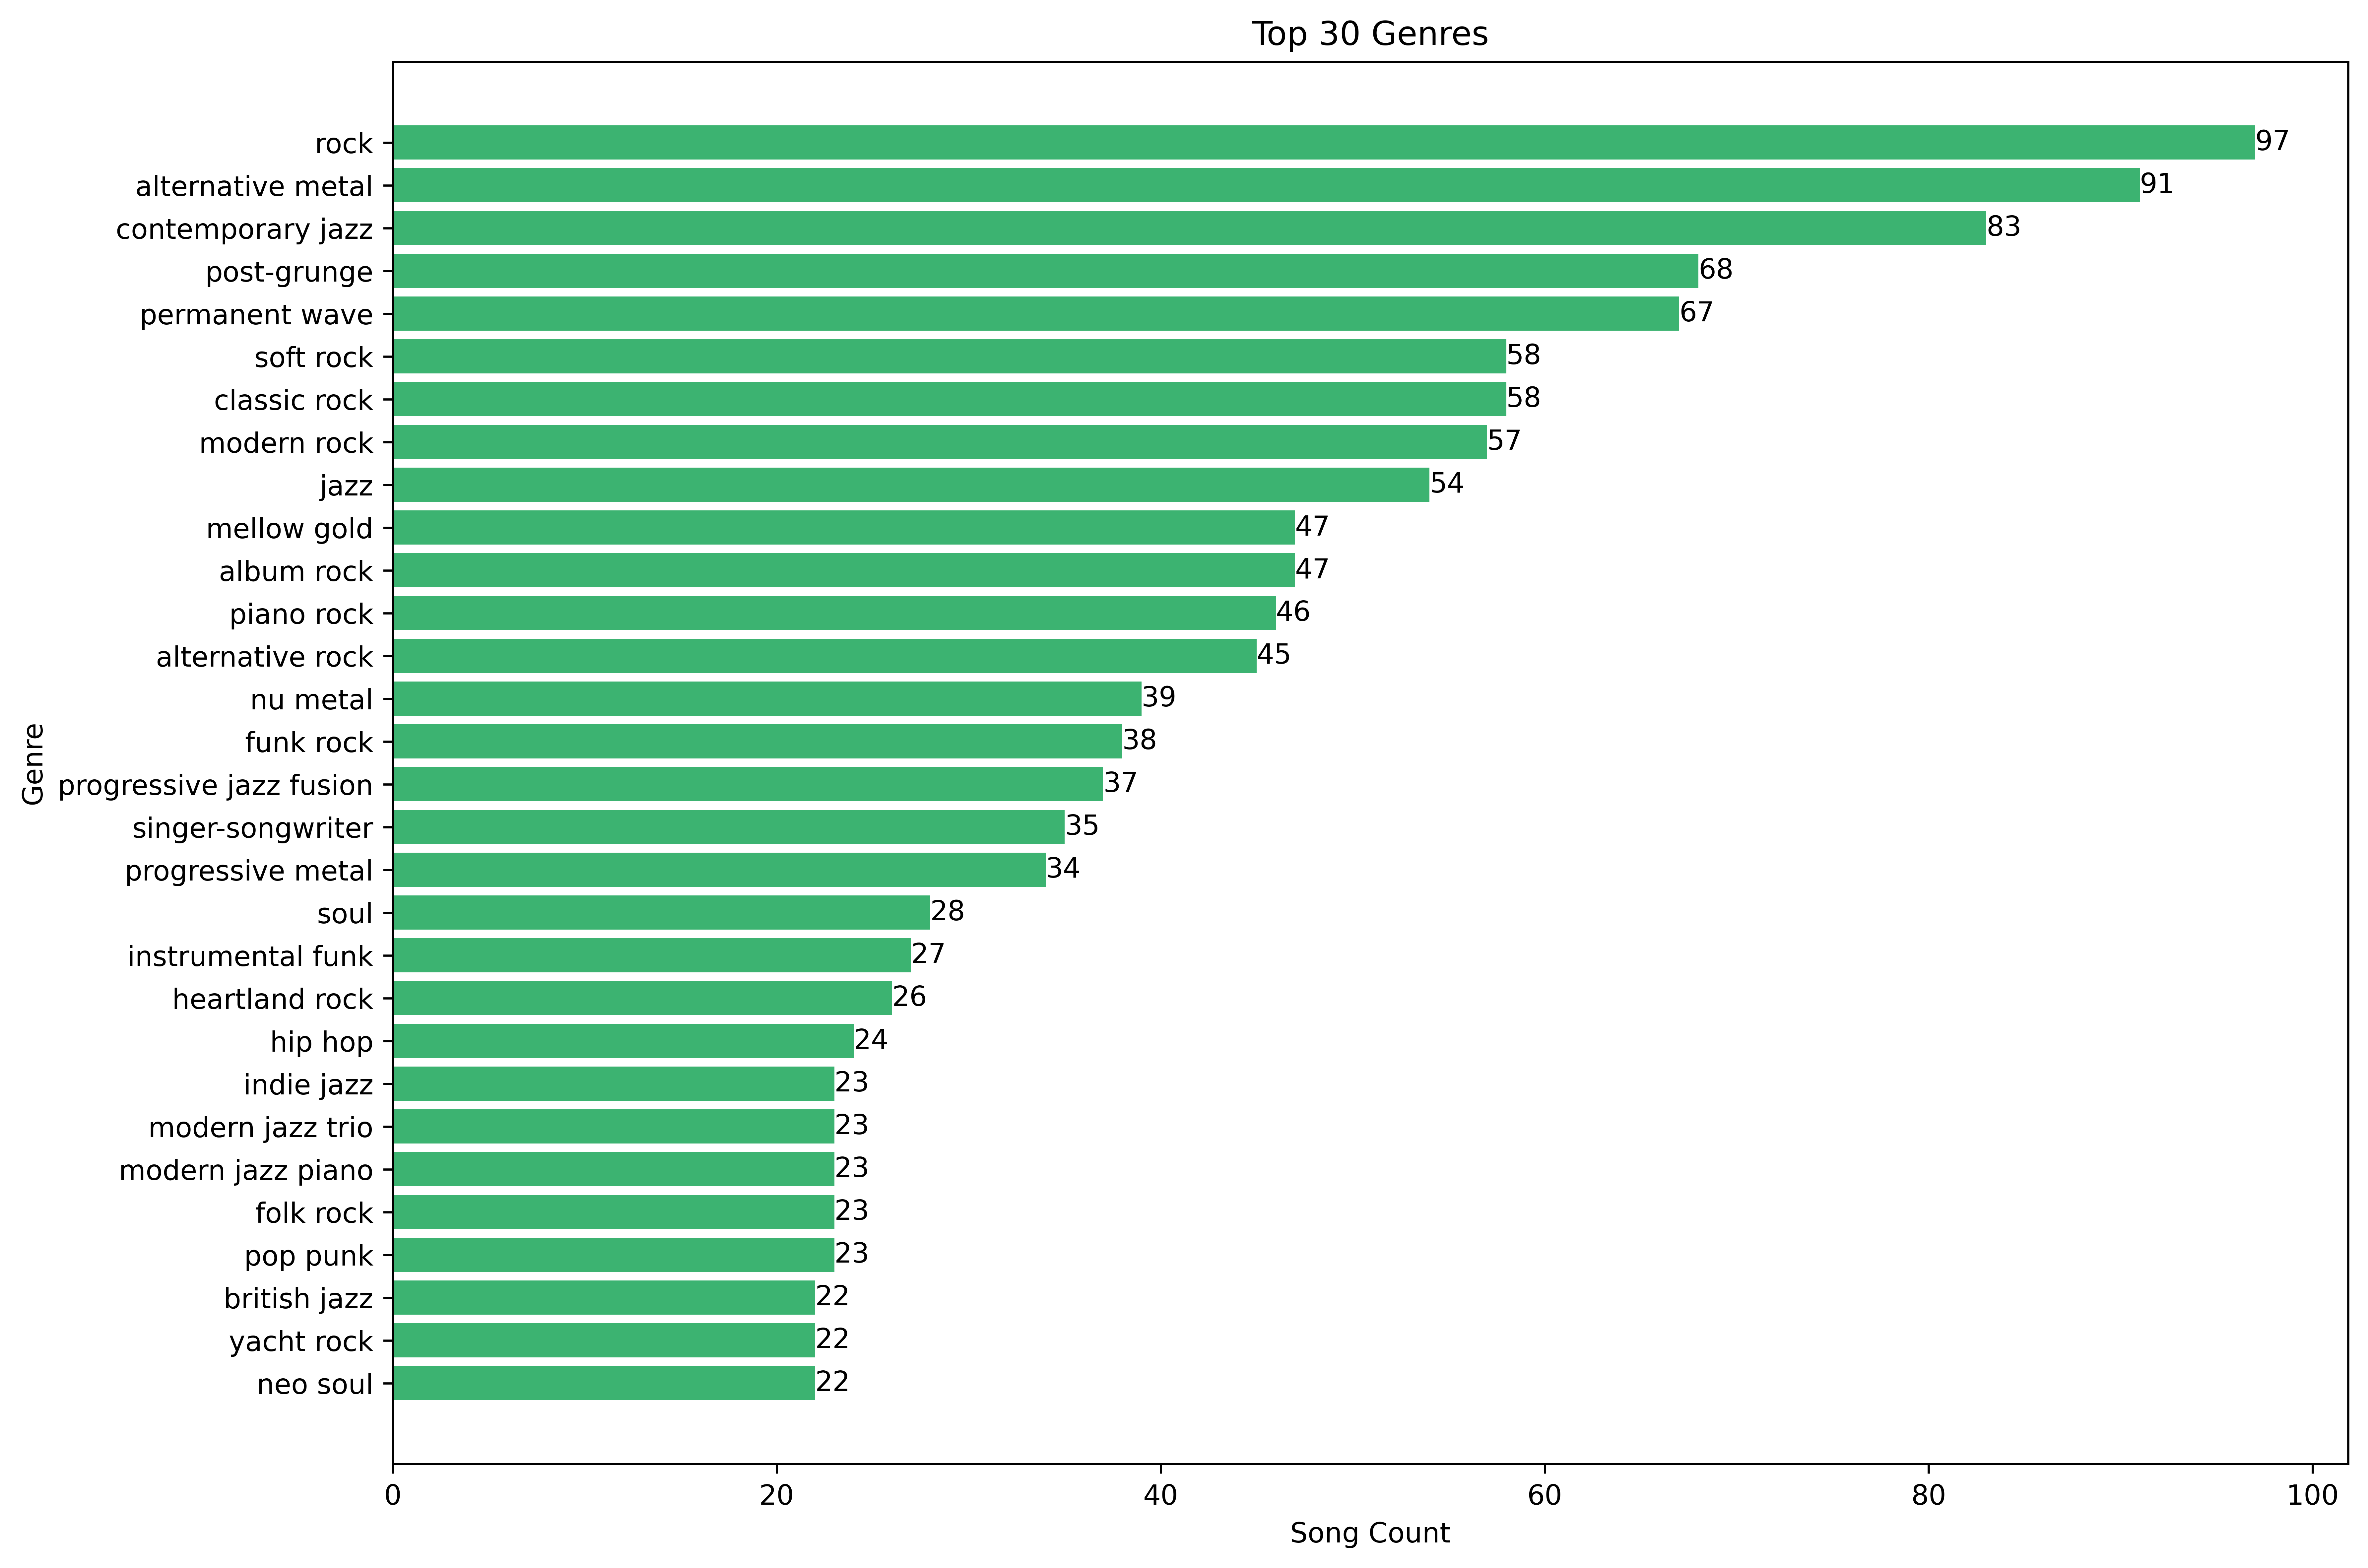 Top 30 Genres
Genre
rock 97
alternative metal 91
contemporary jazz 83
post-grunge 68
permanent wave 67
soft rock 58
classic rock 58
modern rock 57
jazz 54
mellow gold 47
album rock 47
piano rock 46
alternative rock 45
nu metal 39
funk rock 38
progressive jazz fusion 37
singer-songwriter 35
progressive metal 34
soul 28
instrumental funk 27
heartland rock 26
hip hop 24
indie jazz 23
modern jazz trio 23
modern jazz piano 23
folk rock 23
pop punk 23
british jazz 22
yacht rock 22
neo soul 22
0 20 40 60 80 100
Song Count